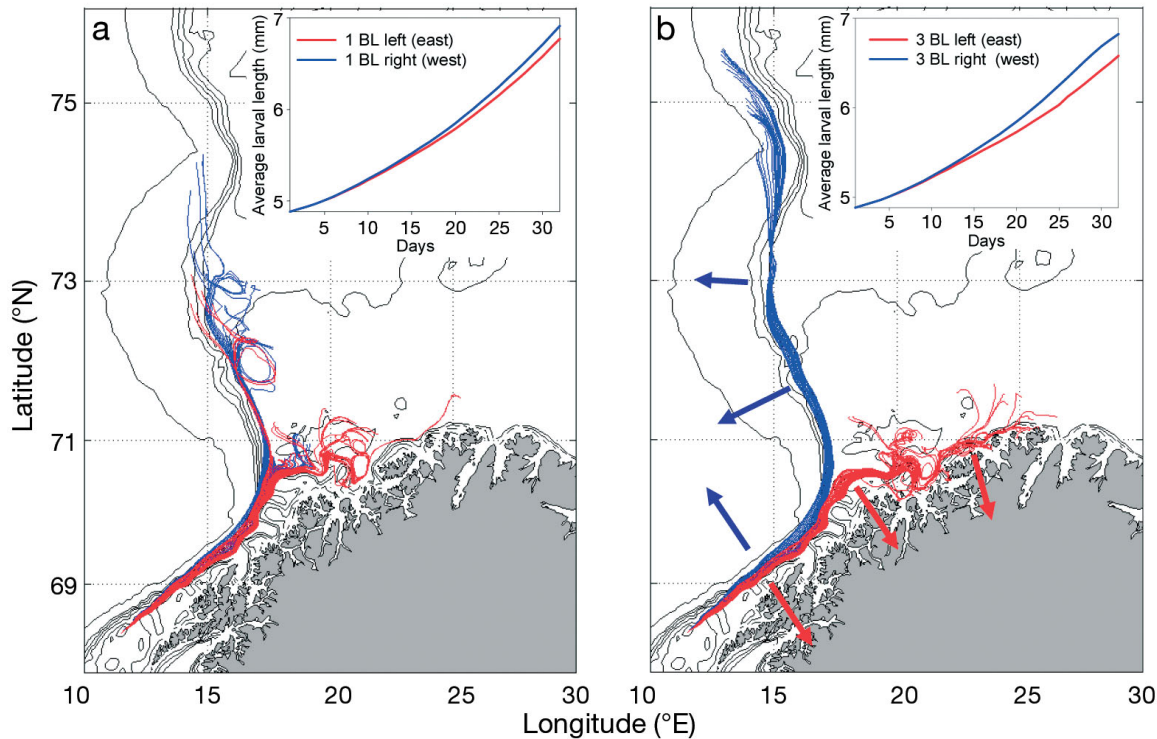 a
Average larval length (mm)
7
6
5
1 BL left (east)
1 BL right (west)
5 10 15 20 25 30
Days
b
Average larval length (mm)
7
6
5
3 BL left (east)
3 BL right (west)
5 10 15 20 25 30
Days
Latitude (°N)
75
73
71
69
10 15 20 25 30
10 15 20 25 30
Longitude (°E)